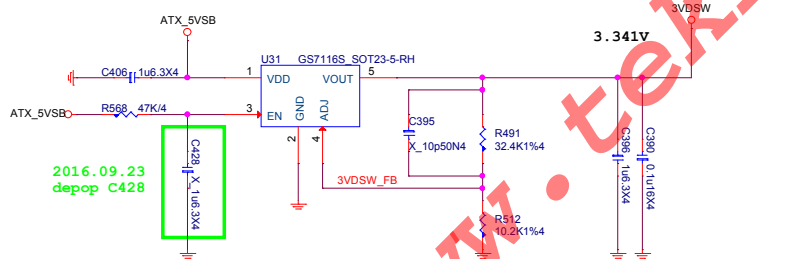 ATX_5VSB
3VDSW
3.341V
U31 GS7116S_SOT23-5-RH
C406 1u6.3X4
1 VDD VOUT 5
ATX_5VSB
R568 47K/4
3 EN
GND
ADJ
2
4
C395
X_10p50N4
R491
32.4K1%4
C428 X_1u6.3X4
2016.09.23
depop C428
3VDSW_FB
R512
10.2K1%4
C396 1u6.3X4
C390 0.1u16X4
w.tek